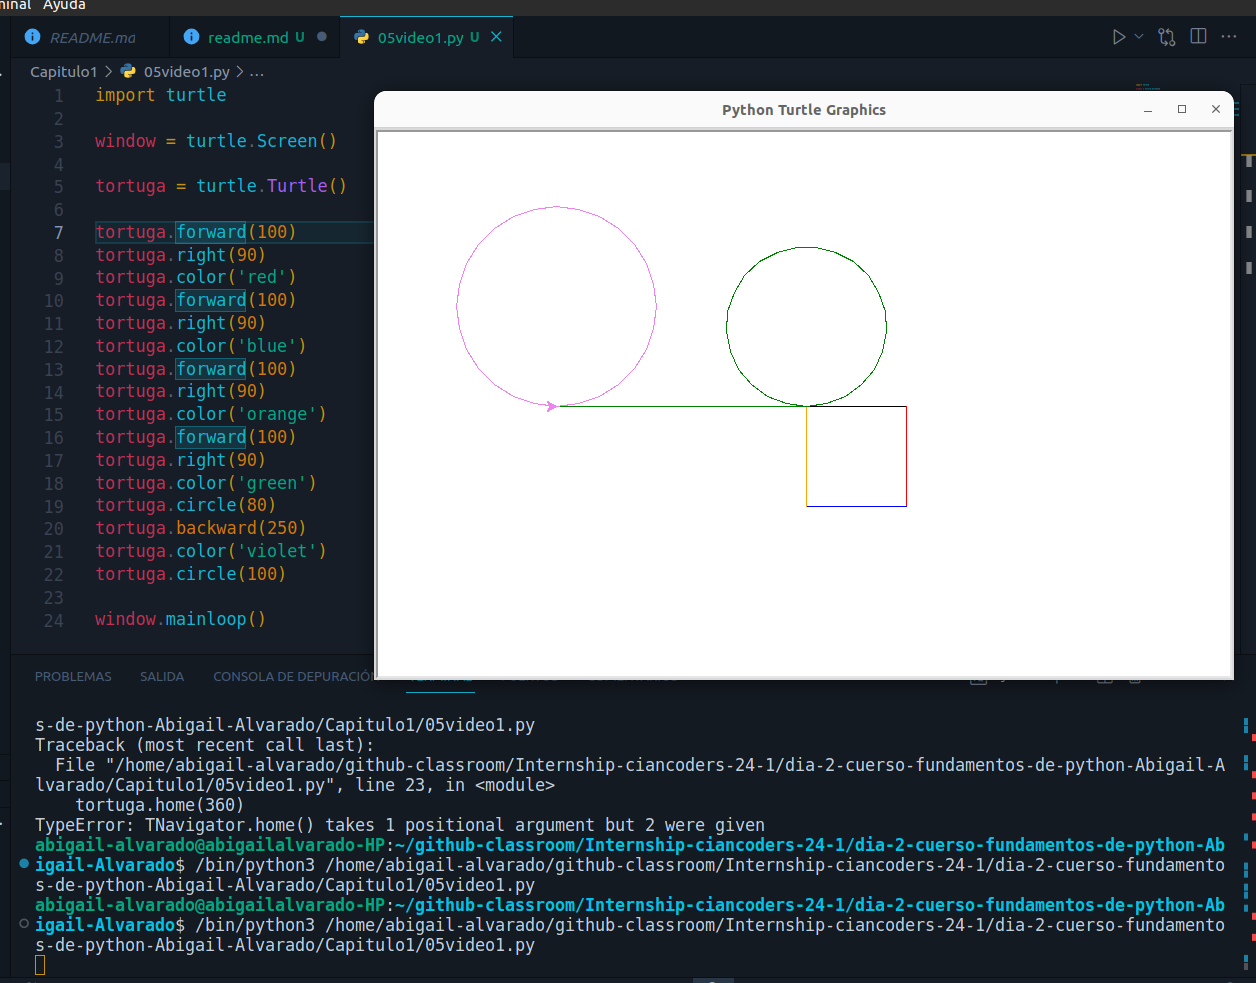 minal Ayuda
README.md
readme.md U
05video1.py U
Capitulo1 > 05video1.py > ...
Python Turtle Graphics
1 import turtle
2
3 window = turtle.Screen()
4
5 tortuga = turtle.Turtle()
6
7 tortuga.forward(100)
8 tortuga.right(90)
9 tortuga.color('red')
10 tortuga.forward(100)
11 tortuga.right(90)
12 tortuga.color('blue')
13 tortuga.forward(100)
14 tortuga.right(90)
15 tortuga.color('orange')
16 tortuga.forward(100)
17 tortuga.right(90)
18 tortuga.color('green')
19 tortuga.circle(80)
20 tortuga.backward(250)
21 tortuga.color('violet')
22 tortuga.circle(100)
23
24 window.mainloop()
PROBLEMAS SALIDA CONSOLA DE DEPURACIÓN
s-de-python-Abigail-Alvarado/Capitulo1/05video1.py
Traceback (most recent call last):
File "/home/abigail-alvarado/github-classroom/Internship-ciancoders-24-1/dia-2-cuerso-fundamentos-de-python-Abigail-A
lvarado/Capitulo1/05video1.py", line 23, in <module>
tortuga.home(360)
TypeError: TNavigator.home() takes 1 positional argument but 2 were given
abigail-alvarado@abigailalvarado-HP:~/github-classroom/Internship-ciancoders-24-1/dia-2-cuerso-fundamentos-de-python-Ab
igail-Alvarado$ /bin/python3 /home/abigail-alvarado/github-classroom/Internship-ciancoders-24-1/dia-2-cuerso-fundamento
s-de-python-Abigail-Alvarado/Capitulo1/05video1.py
abigail-alvarado@abigailalvarado-HP:~/github-classroom/Internship-ciancoders-24-1/dia-2-cuerso-fundamentos-de-python-Ab
igail-Alvarado$ /bin/python3 /home/abigail-alvarado/github-classroom/Internship-ciancoders-24-1/dia-2-cuerso-fundamento
s-de-python-Abigail-Alvarado/Capitulo1/05video1.py